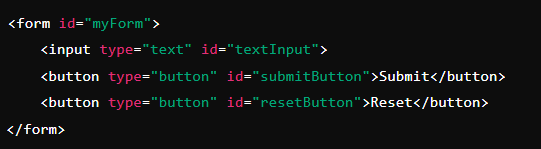 <form id="myForm">
    <input type="text" id="textInput">
    <button type="button" id="submitButton">Submit</button>
    <button type="button" id="resetButton">Reset</button>
</form>